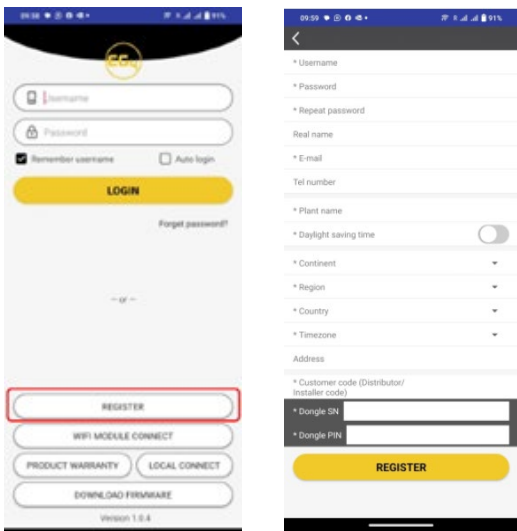 09:58
91%
EG4
Username
Password
Remember username
Auto login
LOGIN
Forget password?
-- or --
REGISTER
WIFI MODULE CONNECT
PRODUCT WARRANTY
LOCAL CONNECT
DOWNLOAD FIRMWARE
Version 1.0.4
09:59
91%
* Username
* Password
* Repeat password
Real name
* E-mail
Tel number
* Plant name
* Daylight saving time
* Continent
* Region
* Country
* Timezone
Address
* Customer code (Distributor/
Installer code)
* Dongle SN
* Dongle PIN
REGISTER